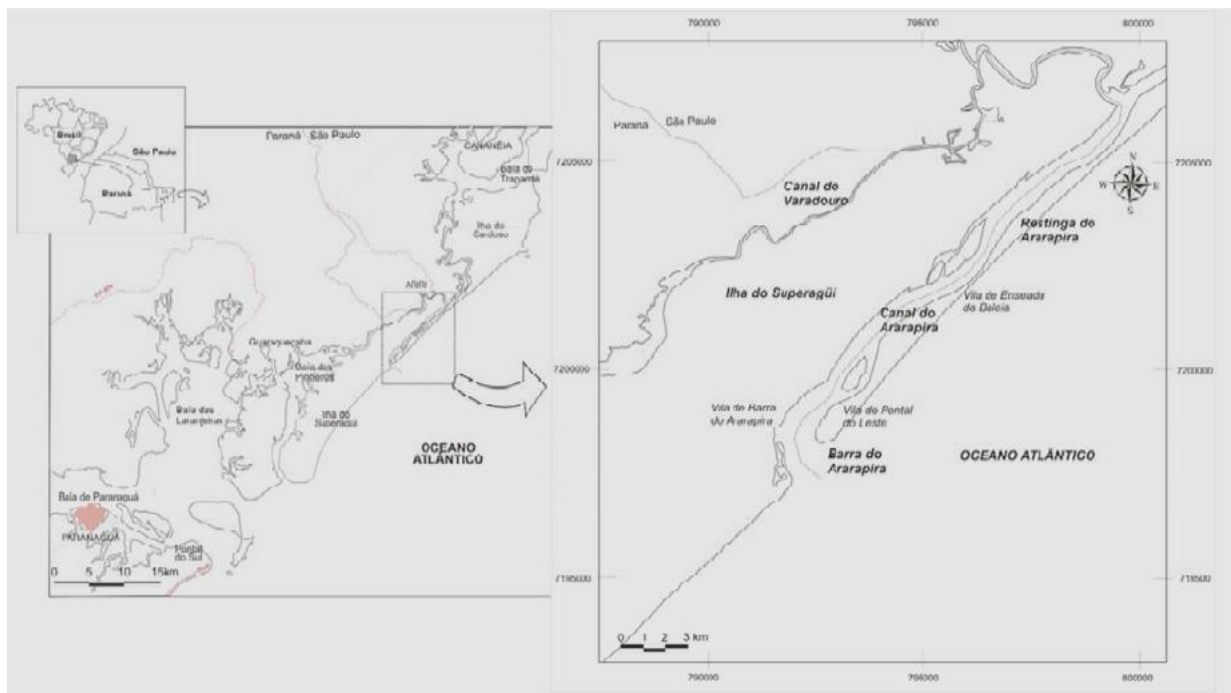 Brasil
São Paulo
Paraná
Paraná
São Paulo
CANANÉIA
Baía de
Trapandé
Ilha do
Cardoso
Ariri
Guaraqueçaba
Baía dos
Pinheiros
Baía das
Laranjeiras
Ilha do
Superagüi
OCEANO
ATLÂNTICO
Baía de Paranaguá
PARANAGUÁ
Pontal
do Sul
0 5 10 15km
790000
795000
800000
7205000
7205000
Paraná
São Paulo
Canal do
Varadouro
N
W
E
S
Restinga do
Ararapira
Ilha do Superagüi
Canal do
Ararapira
Vila de Enseada
da Baleia
7200000
7200000
Vila de Barra
do Ararapira
Vila do Pontal
do Leste
Barra do
Ararapira
OCEANO ATLÂNTICO
7195000
0 1 2 3 km
790000
795000
800000